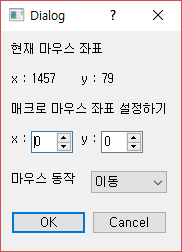 Dialog
현재 마우스 좌표
x : 1457 y : 79
매크로 마우스 좌표 설정하기
x : 0 y : 0
마우스 동작 이동
OK Cancel